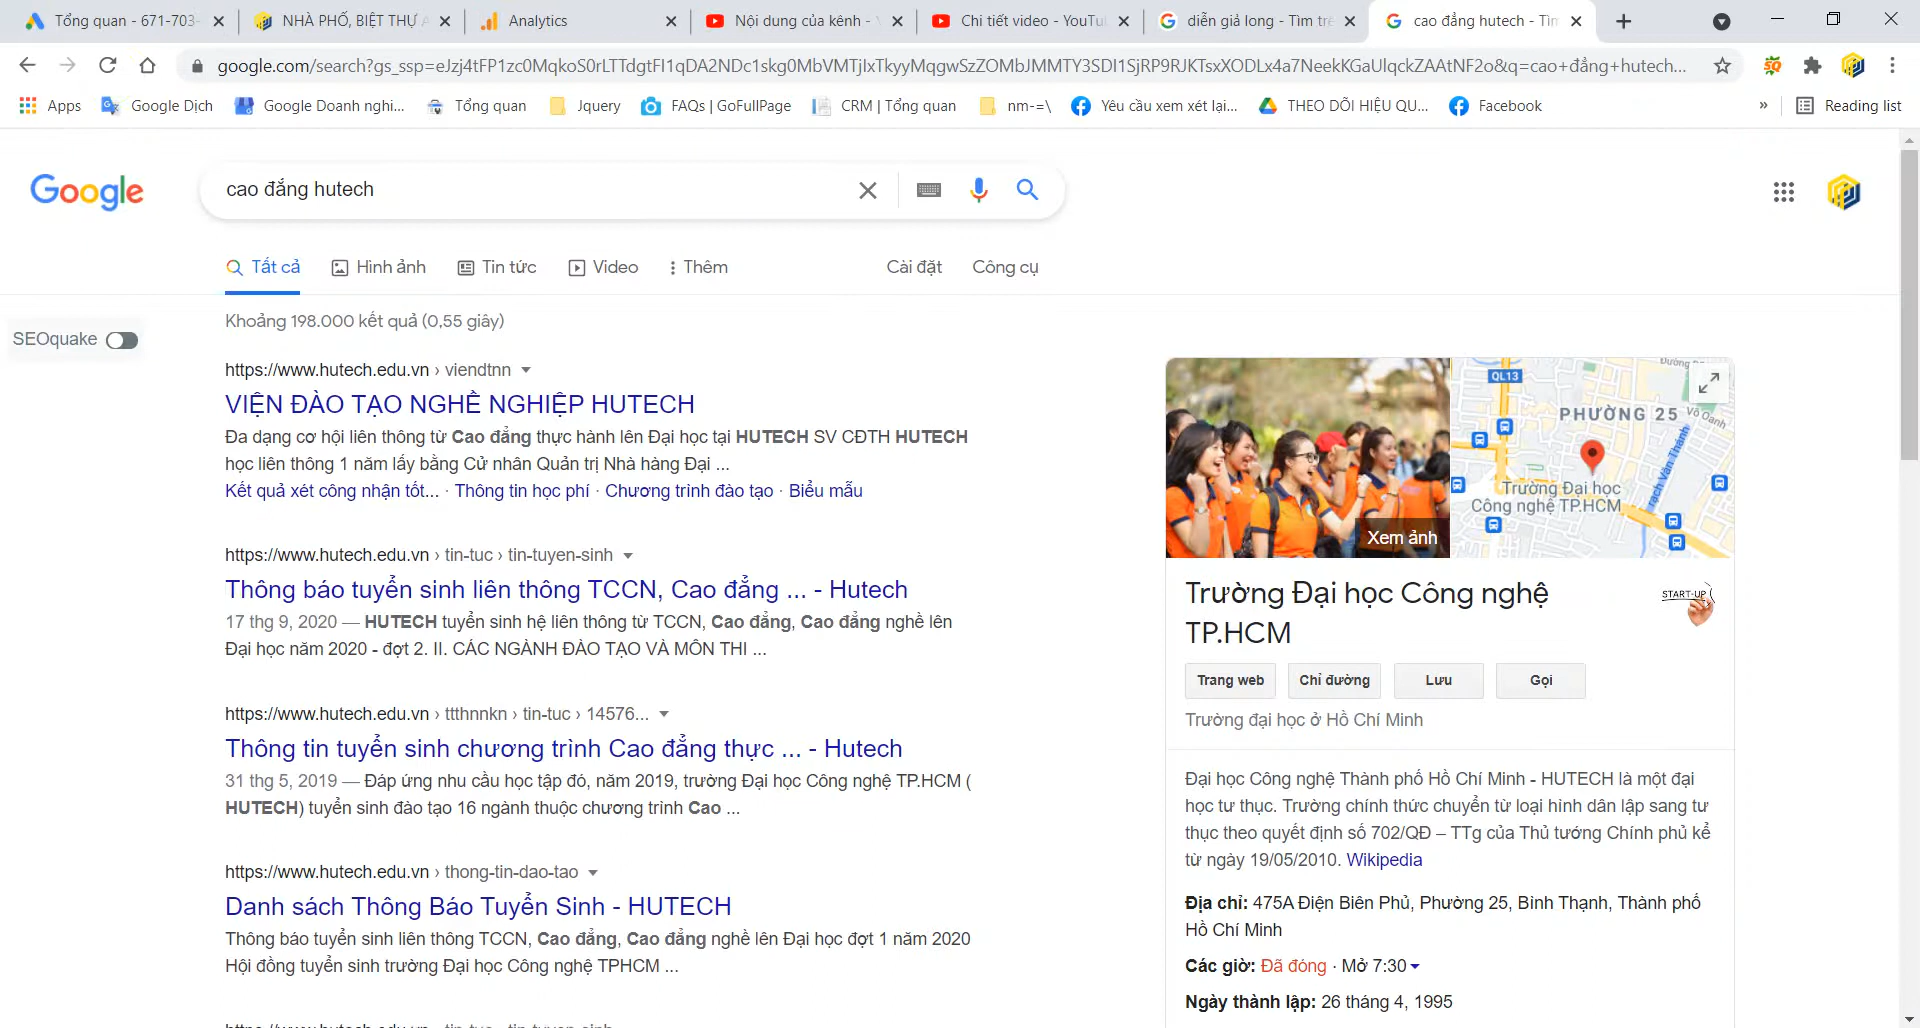 Tổng quan - 671-703-
NHÀ PHỐ, BIỆT THỰ A
Analytics
Nội dung của kênh - Y
Chi tiết video - YouTu
diễn giả long - Tìm trê
cao đẳng hutech - Tìm
Apps
Google Dịch
Google Doanh nghi...
Tổng quan
Jquery
FAQs | GoFullPage
CRM | Tổng quan
nm-=\
Yêu cầu xem xét lại...
THEO DÕI HIỆU QU...
Facebook
»
Reading list
Google
cao đắng hutech
Tất cả
Hình ảnh
Tin tức
Video
Thêm
Cài đặt
Công cụ
Khoảng 198.000 kết quả (0,55 giây)
SEOquake
https://www.hutech.edu.vn › viendtnn
VIỆN ĐÀO TẠO NGHỀ NGHIỆP HUTECH
Đa dạng cơ hội liên thông từ Cao đẳng thực hành lên Đại học tại HUTECH SV CĐTH HUTECH
học liên thông 1 năm lấy bằng Cử nhân Quản trị Nhà hàng Đại ...
Kết quả xét công nhận tốt... · Thông tin học phí · Chương trình đào tạo · Biểu mẫu
https://www.hutech.edu.vn › tin-tuc › tin-tuyen-sinh
Thông báo tuyển sinh liên thông TCCN, Cao đẳng ... - Hutech
17 thg 9, 2020 — HUTECH tuyển sinh hệ liên thông từ TCCN, Cao đẳng, Cao đẳng nghề lên
Đại học năm 2020 - đợt 2. II. CÁC NGÀNH ĐÀO TẠO VÀ MÔN THI ...
https://www.hutech.edu.vn › ttthnnkn › tin-tuc › 14576...
Thông tin tuyển sinh chương trình Cao đẳng thực ... - Hutech
31 thg 5, 2019 — Đáp ứng nhu cầu học tập đó, năm 2019, trường Đại học Công nghệ TP.HCM (
HUTECH) tuyển sinh đào tạo 16 ngành thuộc chương trình Cao ...
https://www.hutech.edu.vn › thong-tin-dao-tao
Danh sách Thông Báo Tuyển Sinh - HUTECH
Thông báo tuyển sinh liên thông TCCN, Cao đẳng, Cao đẳng nghề lên Đại học đợt 1 năm 2020
Hội đồng tuyển sinh trường Đại học Công nghệ TPHCM ...
Xem ảnh
QL13
Đường
PHƯỜNG 25
Võ Oanh
rạch Văn Thánh
Trường Đại học
Công nghệ TP.HCM
Trường Đại học Công nghệ
TP.HCM
START-UP
Trang web
Chỉ đường
Lưu
Gọi
Trường đại học ở Hồ Chí Minh
Đại học Công nghệ Thành phố Hồ Chí Minh - HUTECH là một đại
học tư thục. Trường chính thức chuyển từ loại hình dân lập sang tư
thục theo quyết định số 702/QĐ – TTg của Thủ tướng Chính phủ kể
từ ngày 19/05/2010. Wikipedia
Địa chỉ: 475A Điện Biên Phủ, Phường 25, Bình Thạnh, Thành phố
Hồ Chí Minh
Các giờ: Đã đóng · Mở 7:30
Ngày thành lập: 26 tháng 4, 1995